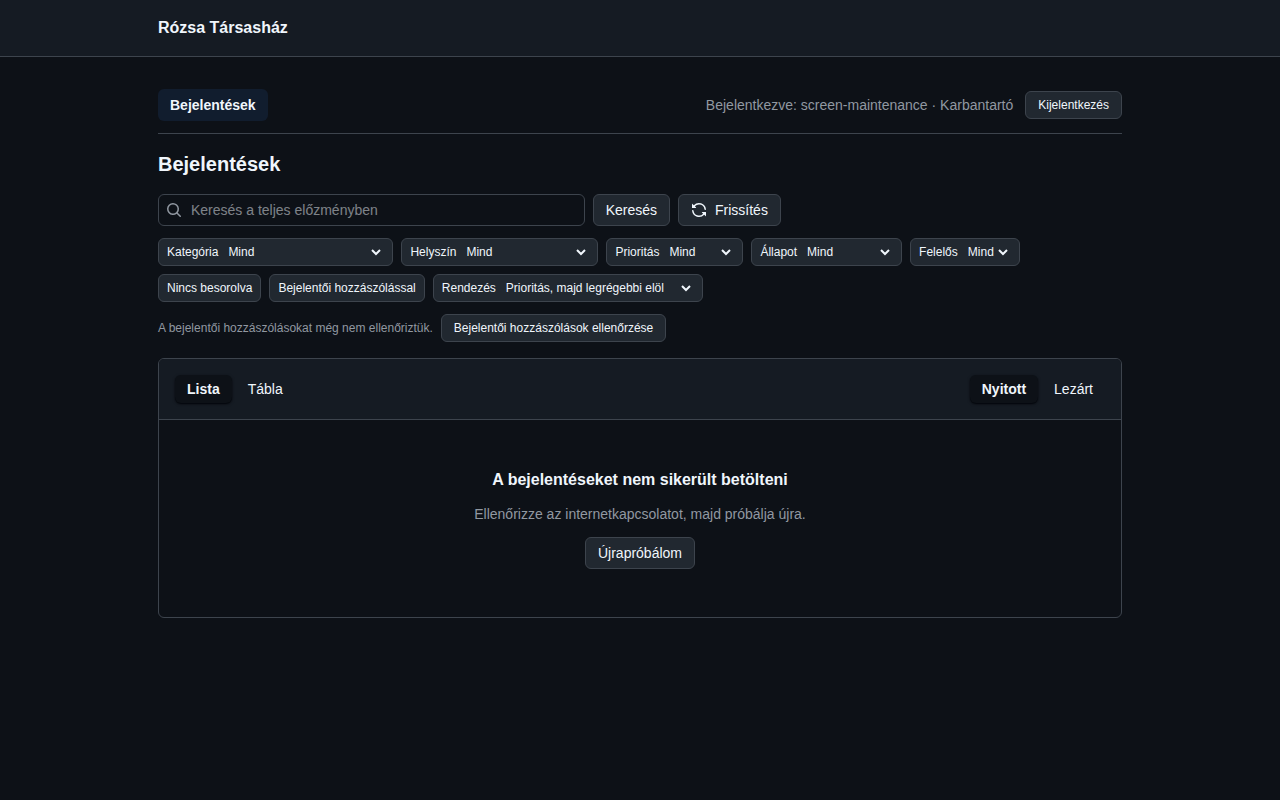 Rózsa Társasház
Bejelentések
Bejelentkezve: screen-maintenance · Karbantartó
Kijelentkezés
Bejelentések
Keresés a teljes előzményben
Keresés
Frissítés
Kategória Mind
Helyszín Mind
Prioritás Mind
Állapot Mind
Felelős Mind
Nincs besorolva
Bejelentői hozzászólással
Rendezés Prioritás, majd legrégebbi elöl
A bejelentői hozzászólásokat még nem ellenőriztük.
Bejelentői hozzászólások ellenőrzése
Lista
Tábla
Nyitott
Lezárt
A bejelentéseket nem sikerült betölteni
Ellenőrizze az internetkapcsolatot, majd próbálja újra.
Újrapróbálom